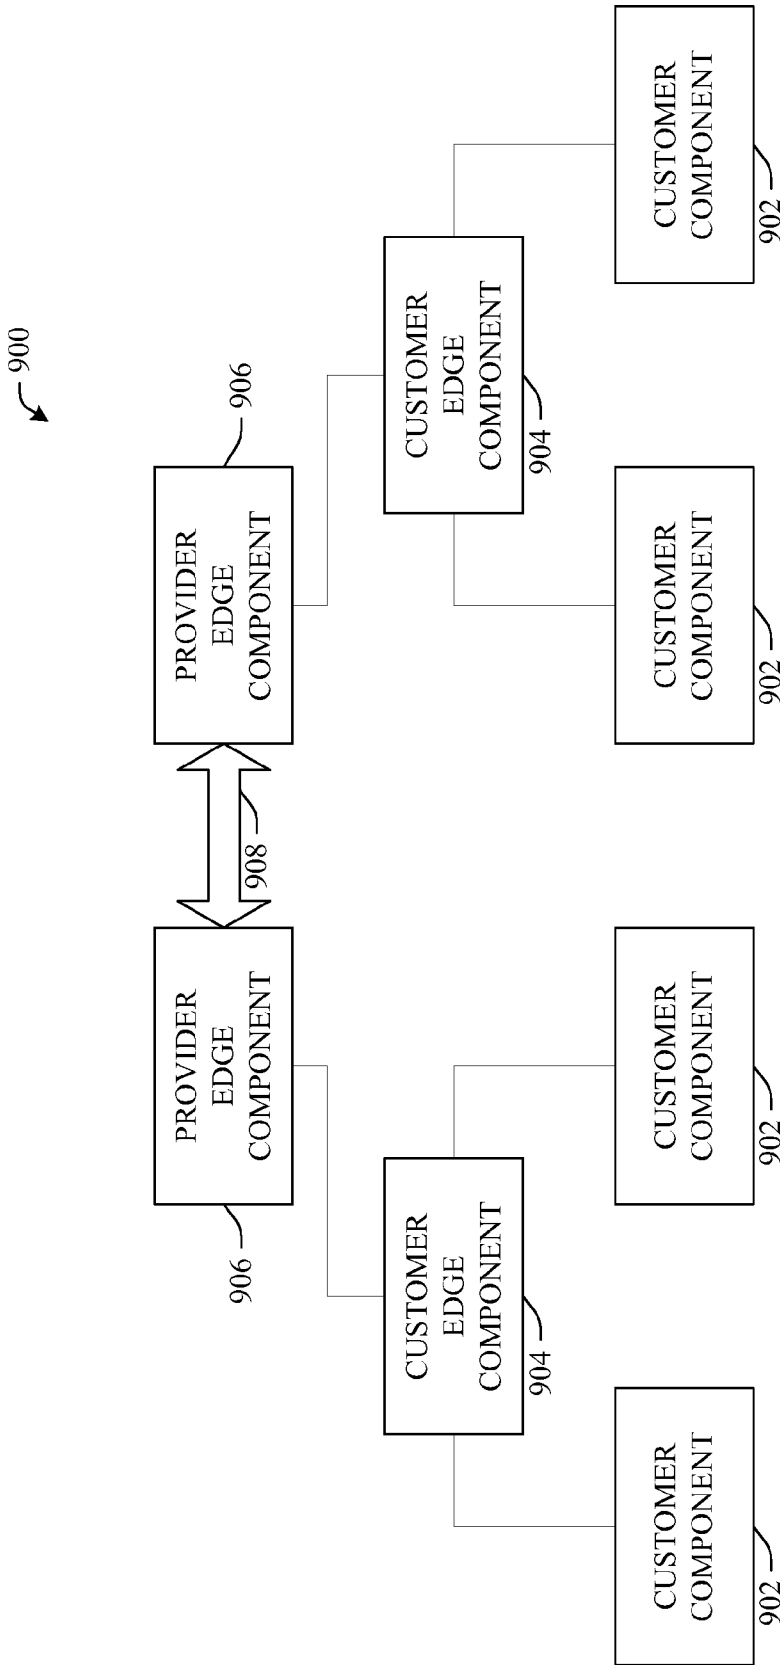 900
906
PROVIDER
EDGE
COMPONENT
908
PROVIDER
EDGE
COMPONENT
906
CUSTOMER
EDGE
COMPONENT
904
CUSTOMER
EDGE
COMPONENT
904
CUSTOMER
COMPONENT
902
CUSTOMER
COMPONENT
902
CUSTOMER
COMPONENT
902
CUSTOMER
COMPONENT
902